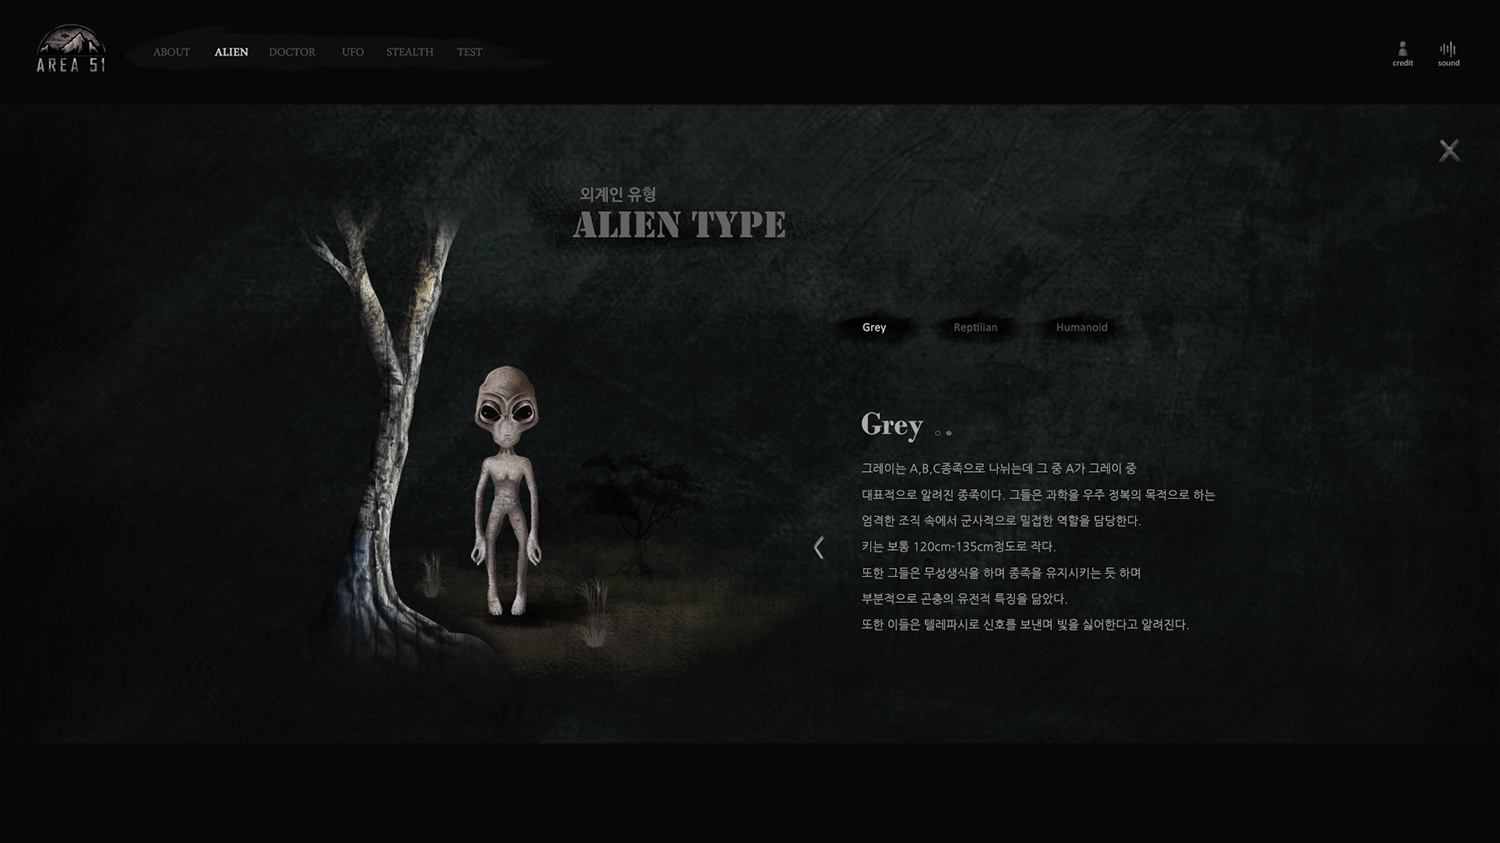 AREA 51
ABOUT ALIEN DOCTOR UFO STEALTH TEST
credit sound
외계인 유형
ALIEN TYPE
Grey Reptilian Humanoid
Grey
그레이는 A,B,C종족으로 나뉘는데 그 중 A가 그레이 중
대표적으로 알려진 종족이다. 그들은 과학을 우주 정복의 목적으로 하는
엄격한 조직 속에서 군사적으로 밀접한 역할을 담당한다.
키는 보통 120cm-135cm정도로 작다.
또한 그들은 무성생식을 하며 종족을 유지시키는 듯 하며
부분적으로 곤충의 유전적 특징을 닮았다.
또한 이들은 텔레파시로 신호를 보낸며 빛을 싫어한다고 알려진다.